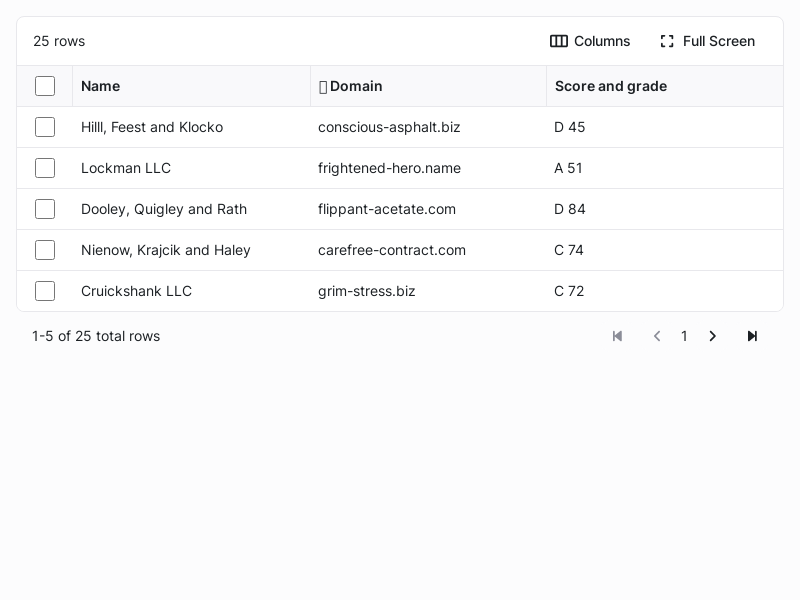 25 rows
Columns
Full Screen
Name
Domain
Score and grade
Hilll, Feest and Klocko
conscious-asphalt.biz
D 45
Lockman LLC
frightened-hero.name
A 51
Dooley, Quigley and Rath
flippant-acetate.com
D 84
Nienow, Krajcik and Haley
carefree-contract.com
C 74
Cruickshank LLC
grim-stress.biz
C 72
1-5 of 25 total rows
1